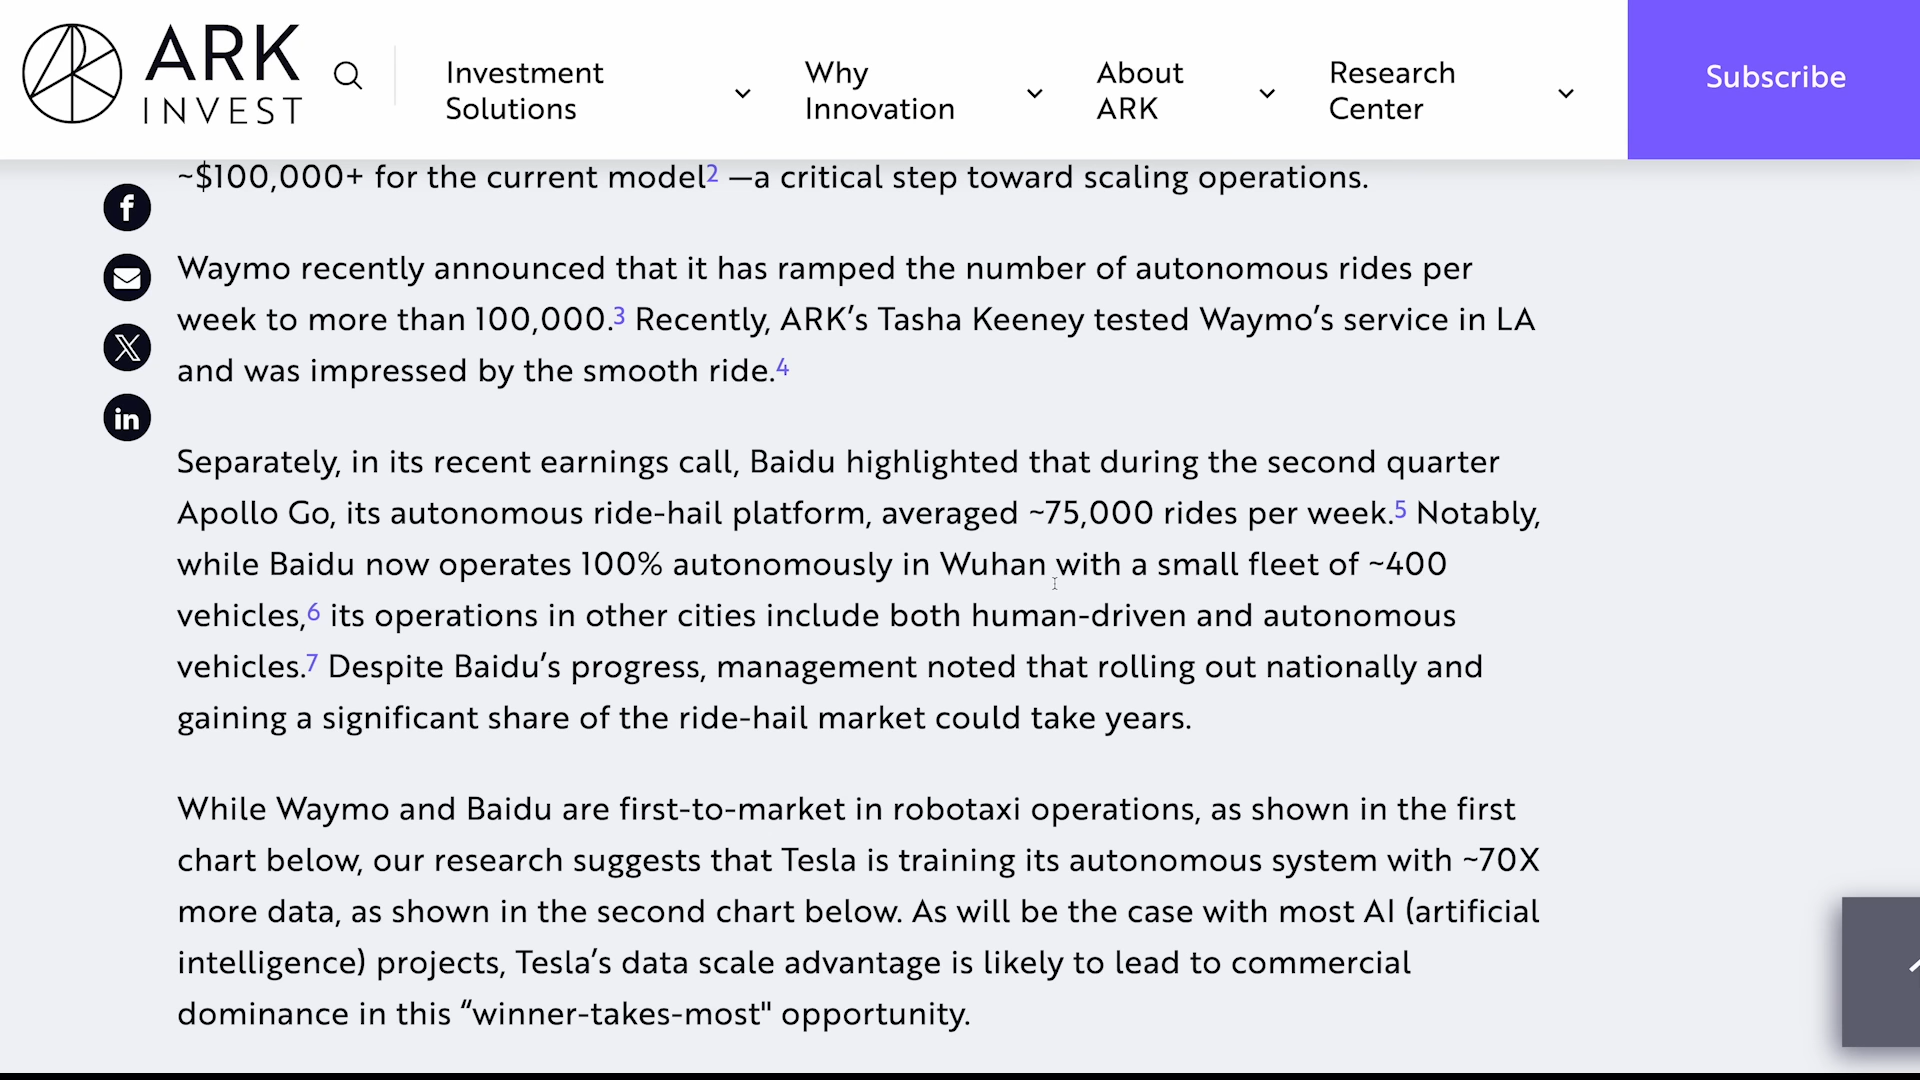 ARK
INVEST
Investment
Solutions
Why
Innovation
About
ARK
Research
Center
Subscribe
~$100,000+ for the current model2 —a critical step toward scaling operations.
Waymo recently announced that it has ramped the number of autonomous rides per
week to more than 100,000.3 Recently, ARK’s Tasha Keeney tested Waymo’s service in LA
and was impressed by the smooth ride.4
Separately, in its recent earnings call, Baidu highlighted that during the second quarter
Apollo Go, its autonomous ride-hail platform, averaged ~75,000 rides per week.5 Notably,
while Baidu now operates 100% autonomously in Wuhan with a small fleet of ~400
vehicles,6 its operations in other cities include both human-driven and autonomous
vehicles.7 Despite Baidu’s progress, management noted that rolling out nationally and
gaining a significant share of the ride-hail market could take years.
While Waymo and Baidu are first-to-market in robotaxi operations, as shown in the first
chart below, our research suggests that Tesla is training its autonomous system with ~70X
more data, as shown in the second chart below. As will be the case with most AI (artificial
intelligence) projects, Tesla’s data scale advantage is likely to lead to commercial
dominance in this “winner-takes-most" opportunity.